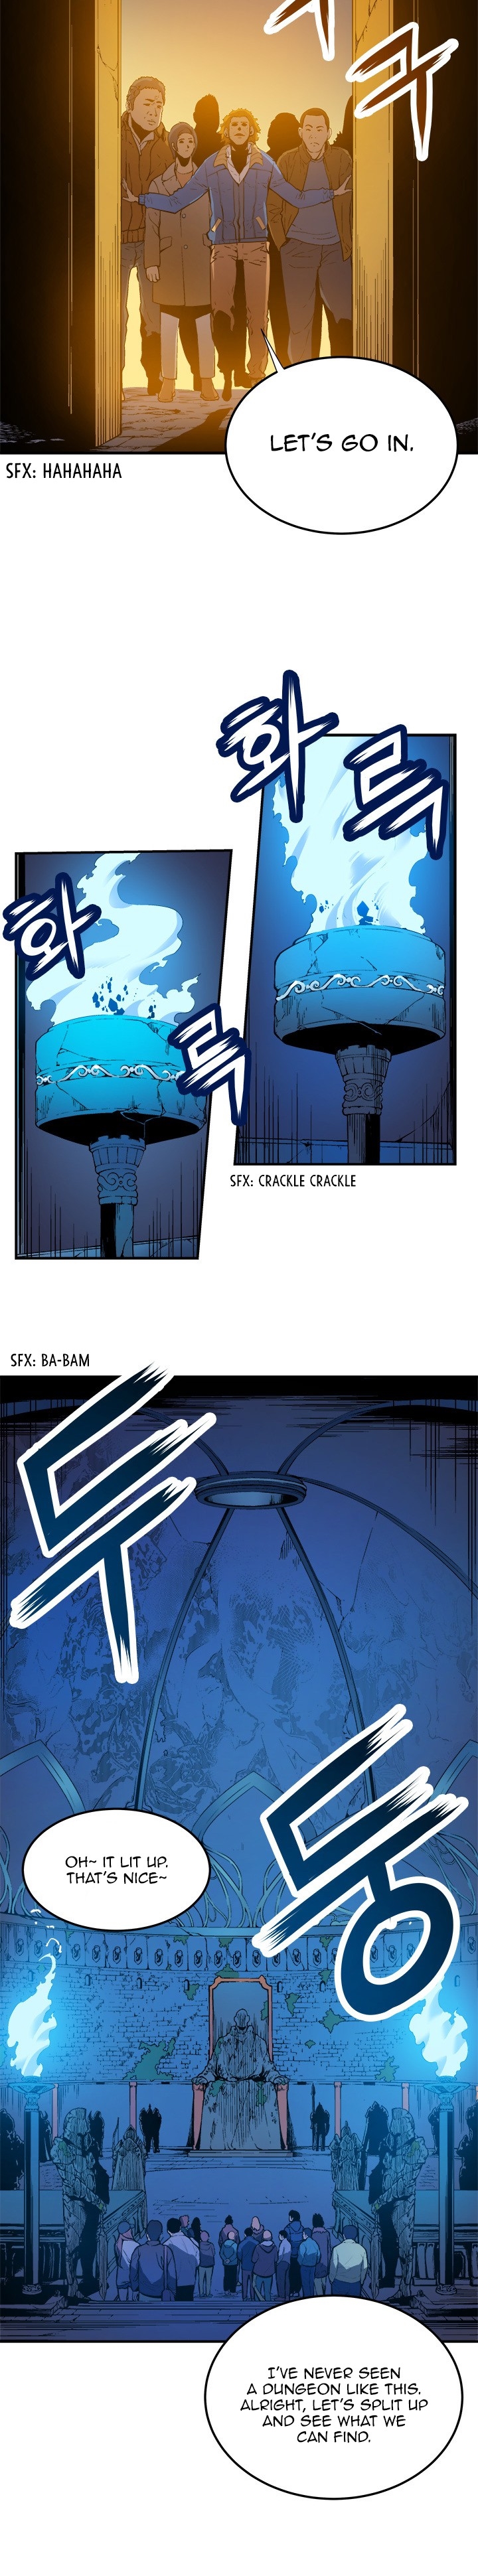 ㅋ
ㅋ
LET'S GO IN.
SFX: HAHAHAHA
화
륵
화
륵
SFX: CRACKLE CRACKLE
SFX: BA-BAM
두
둥
OH~ IT LIT UP.
THAT'S NICE~
I'VE NEVER SEEN
A DUNGEON LIKE THIS.
ALRIGHT, LET'S SPLIT UP
AND SEE WHAT WE
CAN FIND.